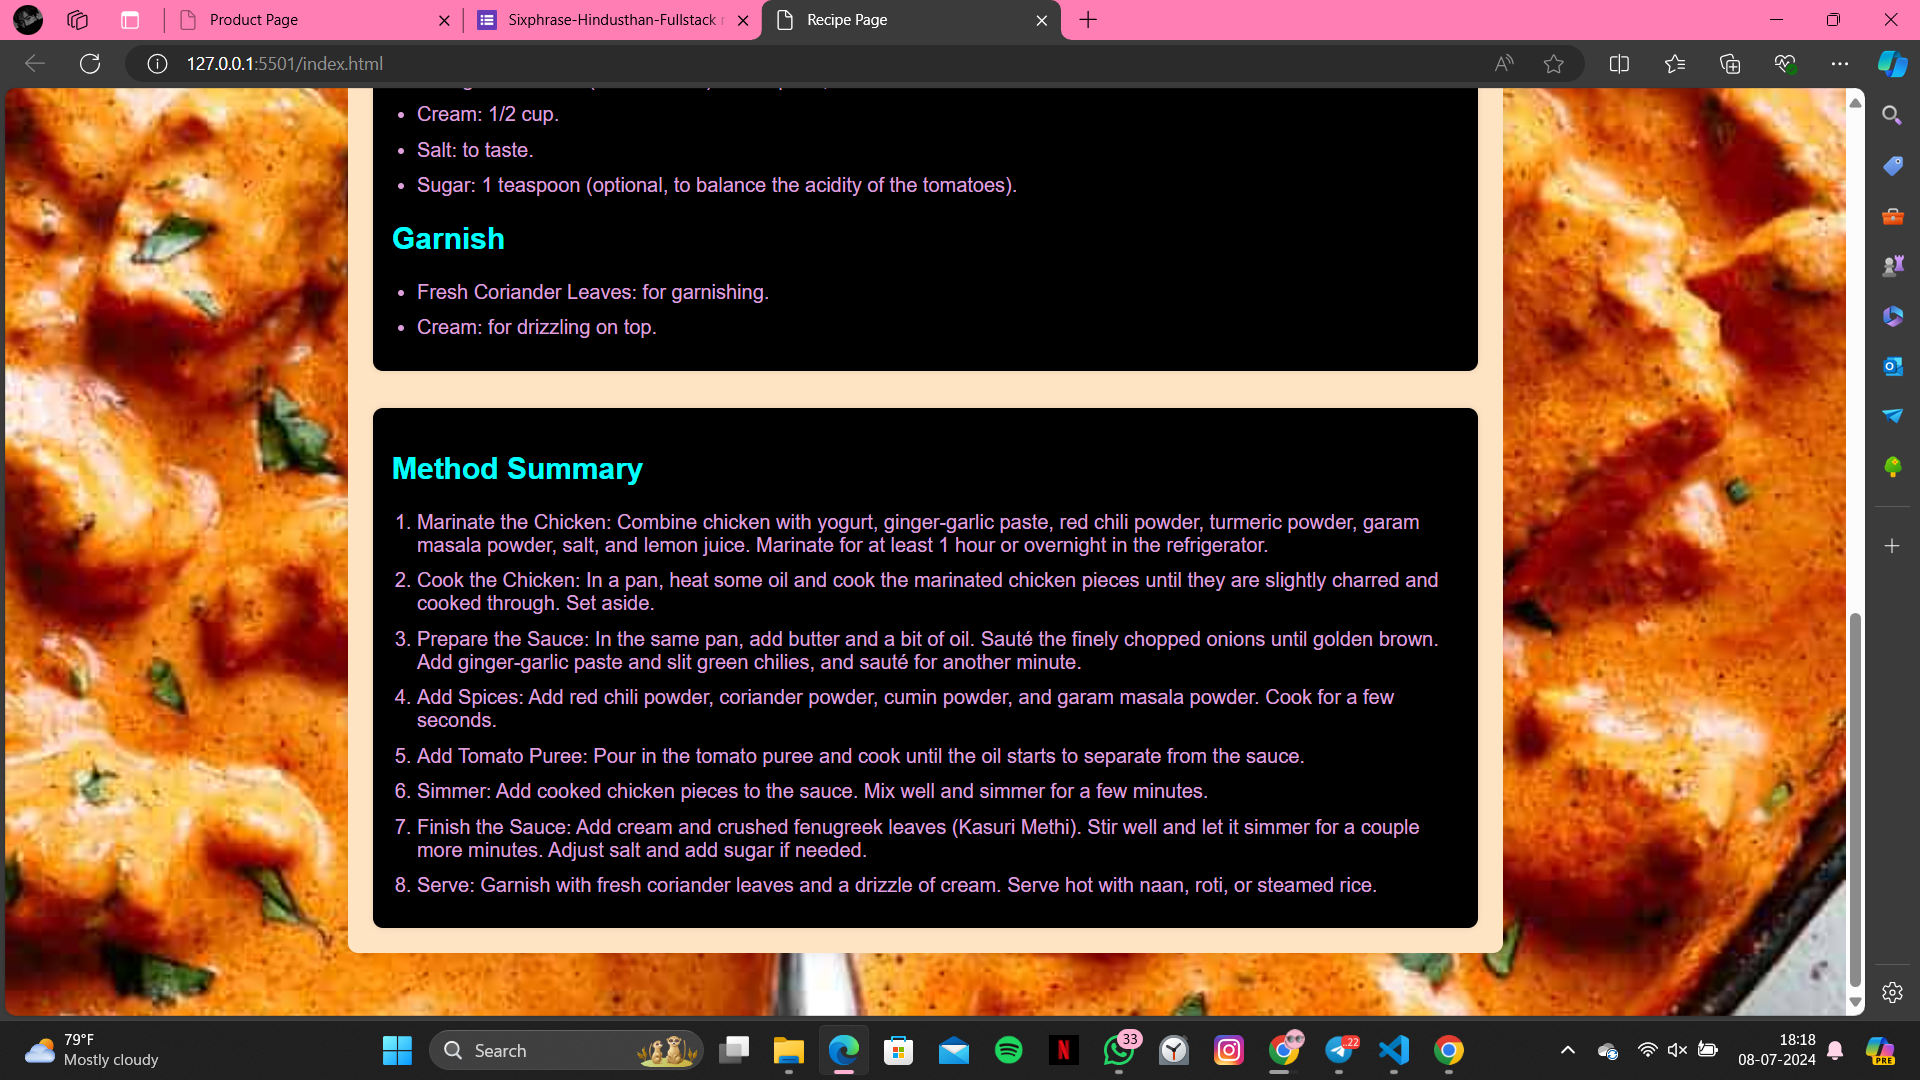 Product Page
Sixphrase-Hindusthan-Fullstack
Recipe Page
127.0.0.1:5501/index.html
• Cream: 1/2 cup.
• Salt: to taste.
• Sugar: 1 teaspoon (optional, to balance the acidity of the tomatoes).
Garnish
• Fresh Coriander Leaves: for garnishing.
• Cream: for drizzling on top.
Method Summary
1. Marinate the Chicken: Combine chicken with yogurt, ginger-garlic paste, red chili powder, turmeric powder, garam
masala powder, salt, and lemon juice. Marinate for at least 1 hour or overnight in the refrigerator.
2. Cook the Chicken: In a pan, heat some oil and cook the marinated chicken pieces until they are slightly charred and
cooked through. Set aside.
3. Prepare the Sauce: In the same pan, add butter and a bit of oil. Sauté the finely chopped onions until golden brown.
Add ginger-garlic paste and slit green chilies, and sauté for another minute.
4. Add Spices: Add red chili powder, coriander powder, cumin powder, and garam masala powder. Cook for a few
seconds.
5. Add Tomato Puree: Pour in the tomato puree and cook until the oil starts to separate from the sauce.
6. Simmer: Add cooked chicken pieces to the sauce. Mix well and simmer for a few minutes.
7. Finish the Sauce: Add cream and crushed fenugreek leaves (Kasuri Methi). Stir well and let it simmer for a couple
more minutes. Adjust salt and add sugar if needed.
8. Serve: Garnish with fresh coriander leaves and a drizzle of cream. Serve hot with naan, roti, or steamed rice.
79°F
Mostly cloudy
Search
33
..22
18:18
08-07-2024
PRE